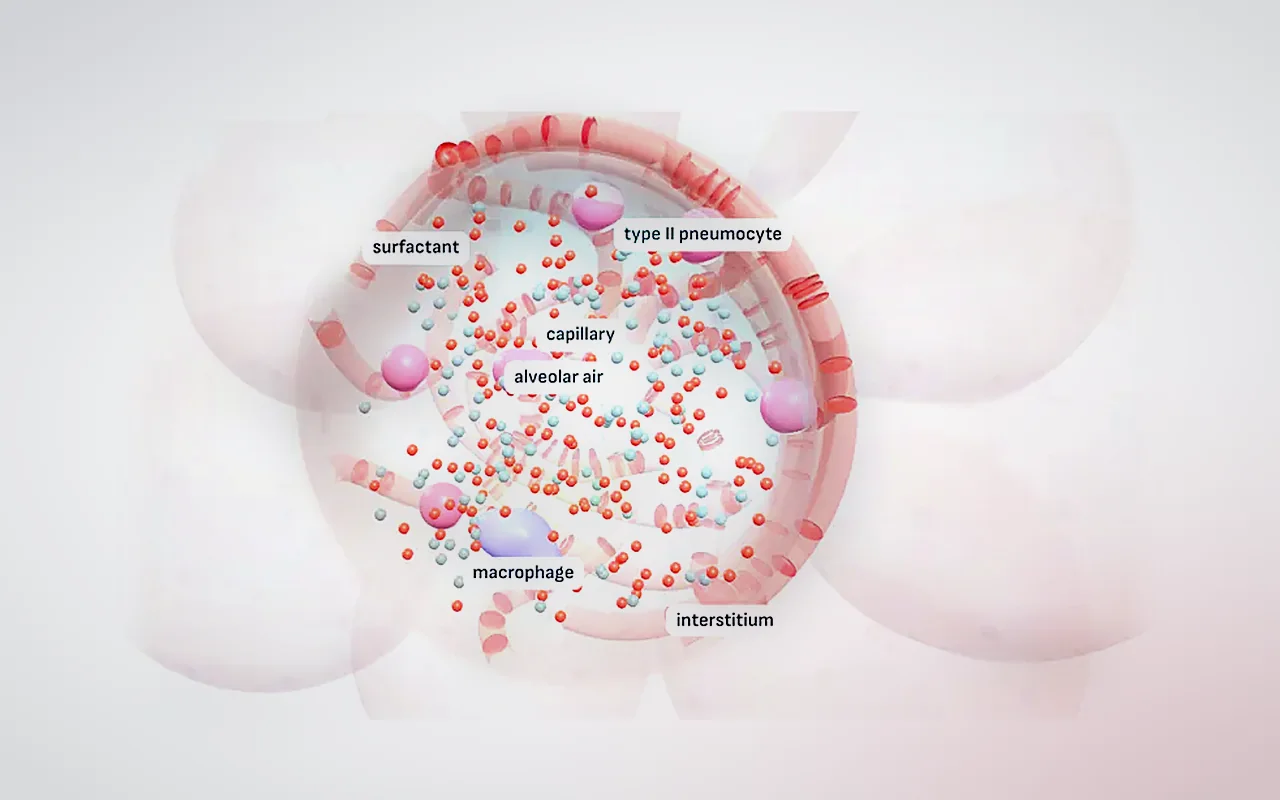 type II pneumocyte
surfactant
capillary
alveolar air
macrophage
interstitium